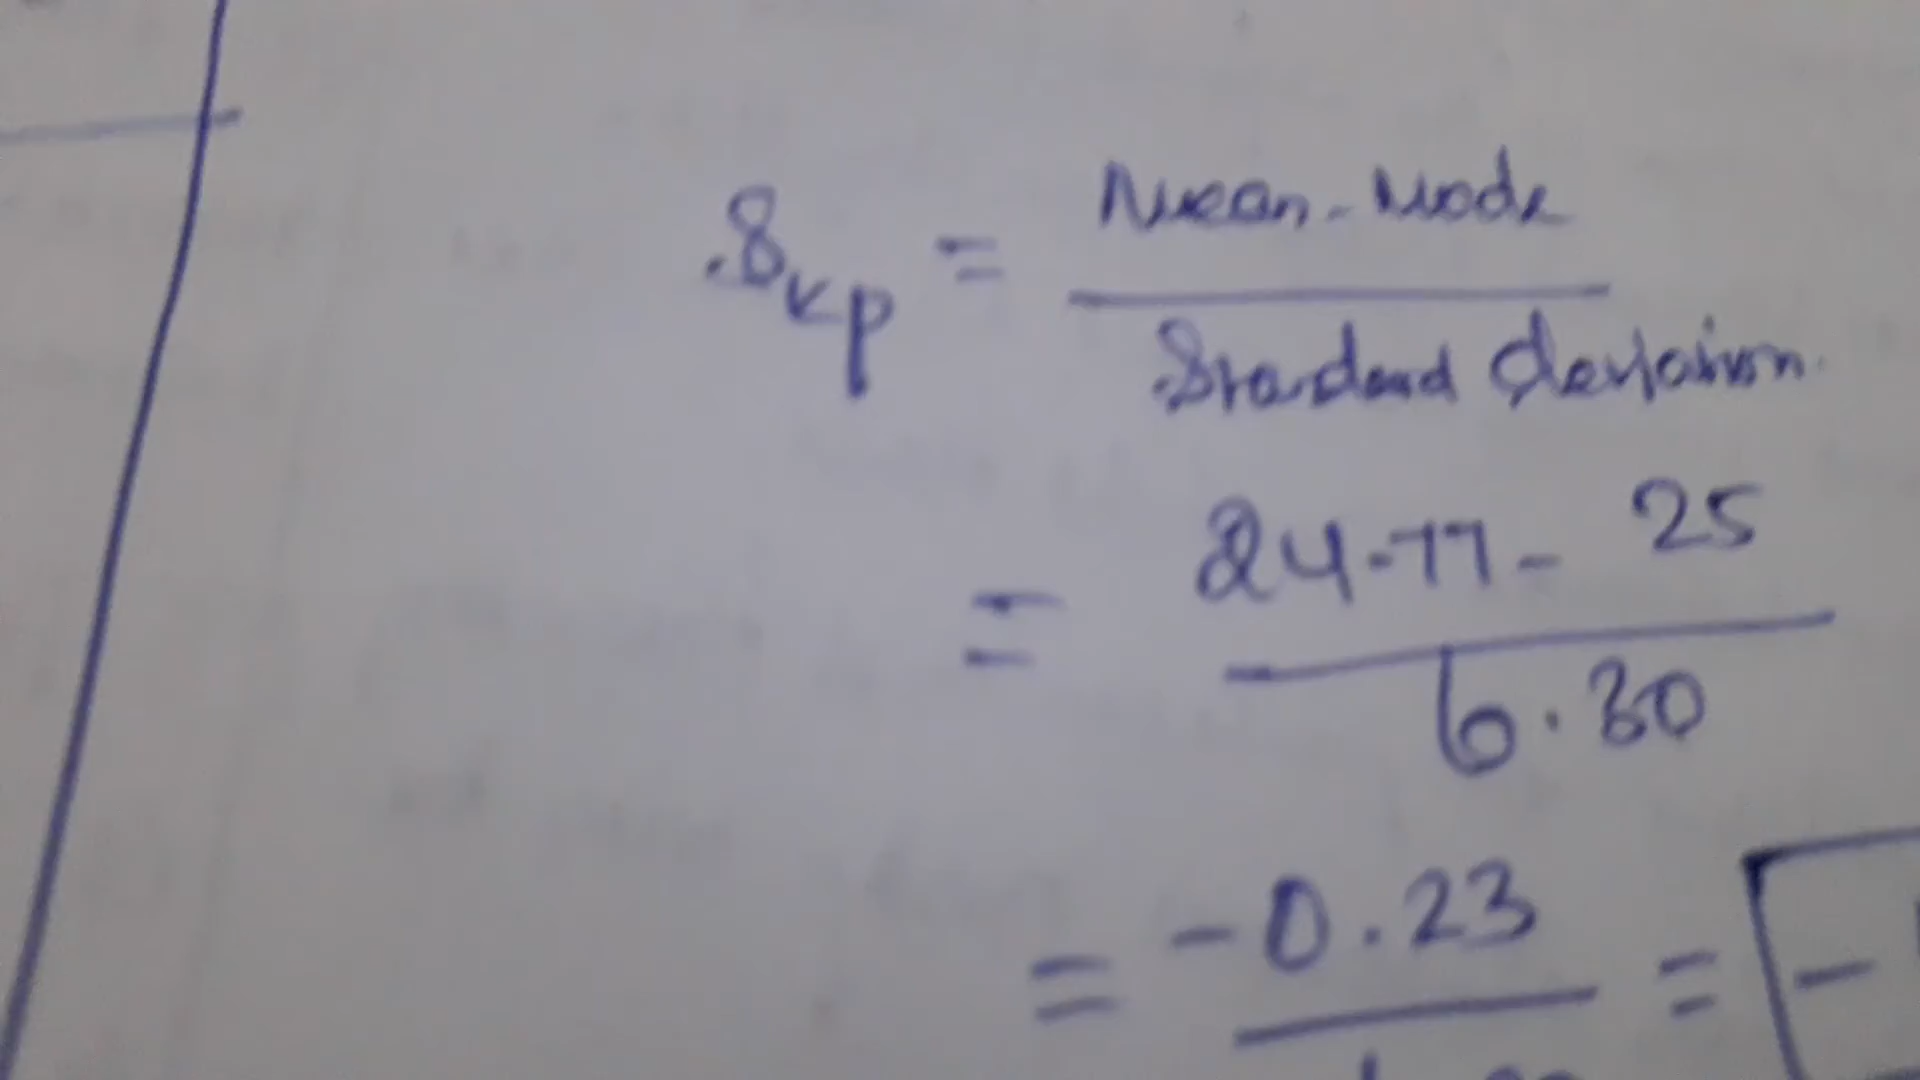 Skp = Mean - Mode
Standard deviation
= 24.77 - 25
6.30
= -0.23 = -